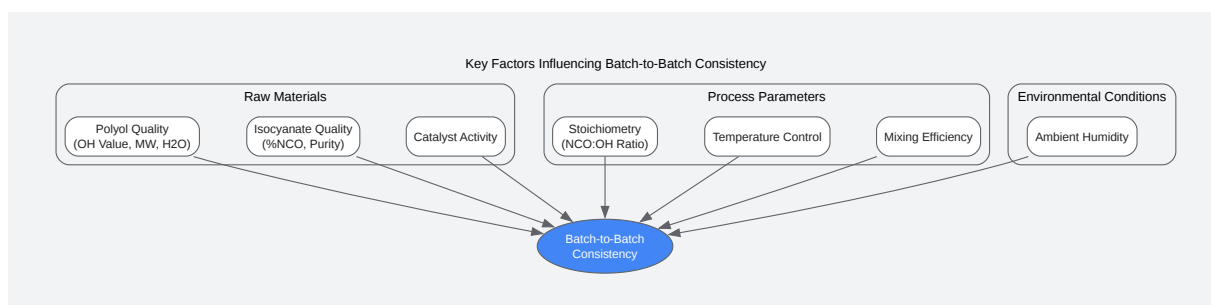 Key Factors Influencing Batch-to-Batch Consistency
Raw Materials
Polyol Quality
(OH Value, MW, H2O)
Isocyanate Quality
(%NCO, Purity)
Catalyst Activity
Process Parameters
Stoichiometry
(NCO:OH Ratio)
Temperature Control
Mixing Efficiency
Environmental Conditions
Ambient Humidity
Batch-to-Batch
Consistency